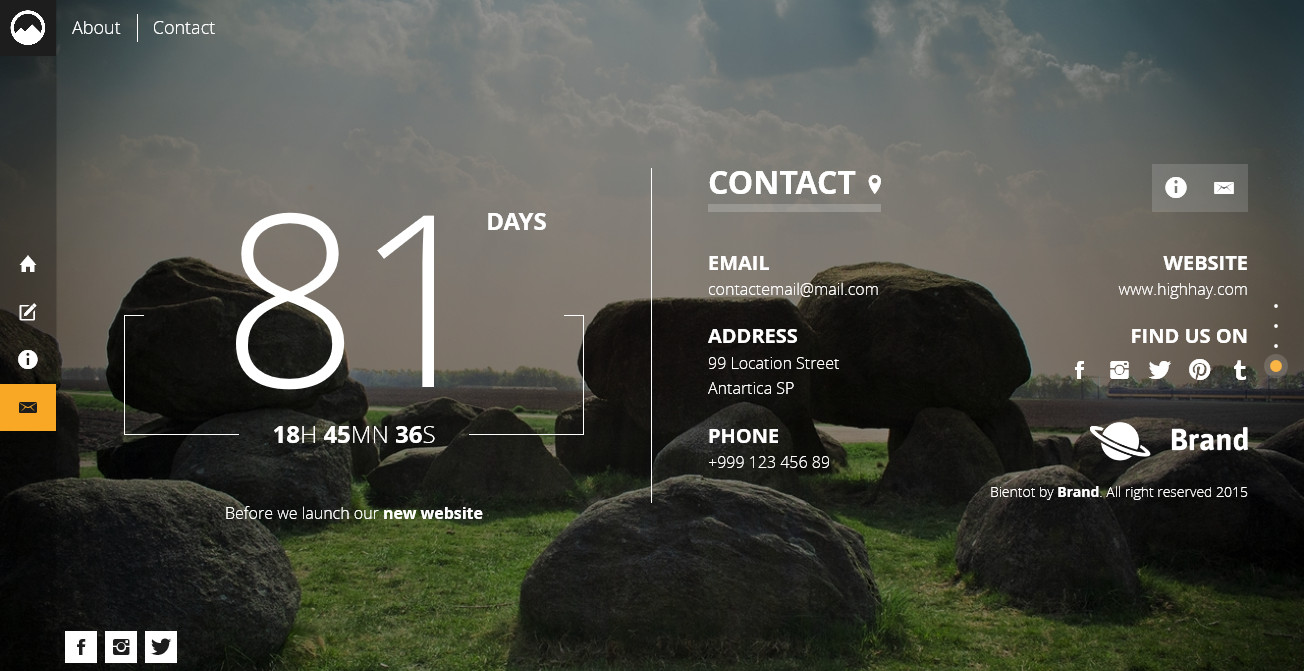 About
Contact
81
DAYS
18H 45MN 36S
Before we launch our new website
CONTACT
EMAIL
contactemail@mail.com
ADDRESS
99 Location Street
Antartica SP
PHONE
+999 123 456 89
WEBSITE
www.highhay.com
FIND US ON
Brand
Bientot by Brand. All right reserved 2015